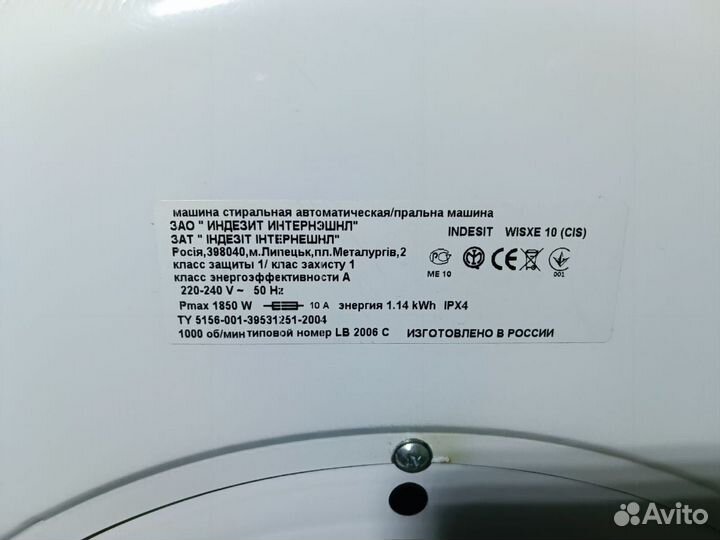 машина стиральная автоматическая/пральна машина
ЗАО " ИНДЕЗИТ ИНТЕРНЭШНЛ"
INDESIT WISXE 10 (CIS)
ЗАТ " ІНДЕЗІТ ІНТЕРНЕШНЛ"
Росія,398040,м.Липецьк,пл.Металургів,2
класс защиты 1/ клас захисту 1
ME 10
001
класс энергоэффективности А
220-240 V ~ 50 Hz
Pmax 1850 W 10 A энергия 1.14 kWh IPX4
ТУ 5156-001-39531251-2004
1000 об/мин типовой номер LB 2006 C ИЗГОТОВЛЕНО В РОССИИ
Avito